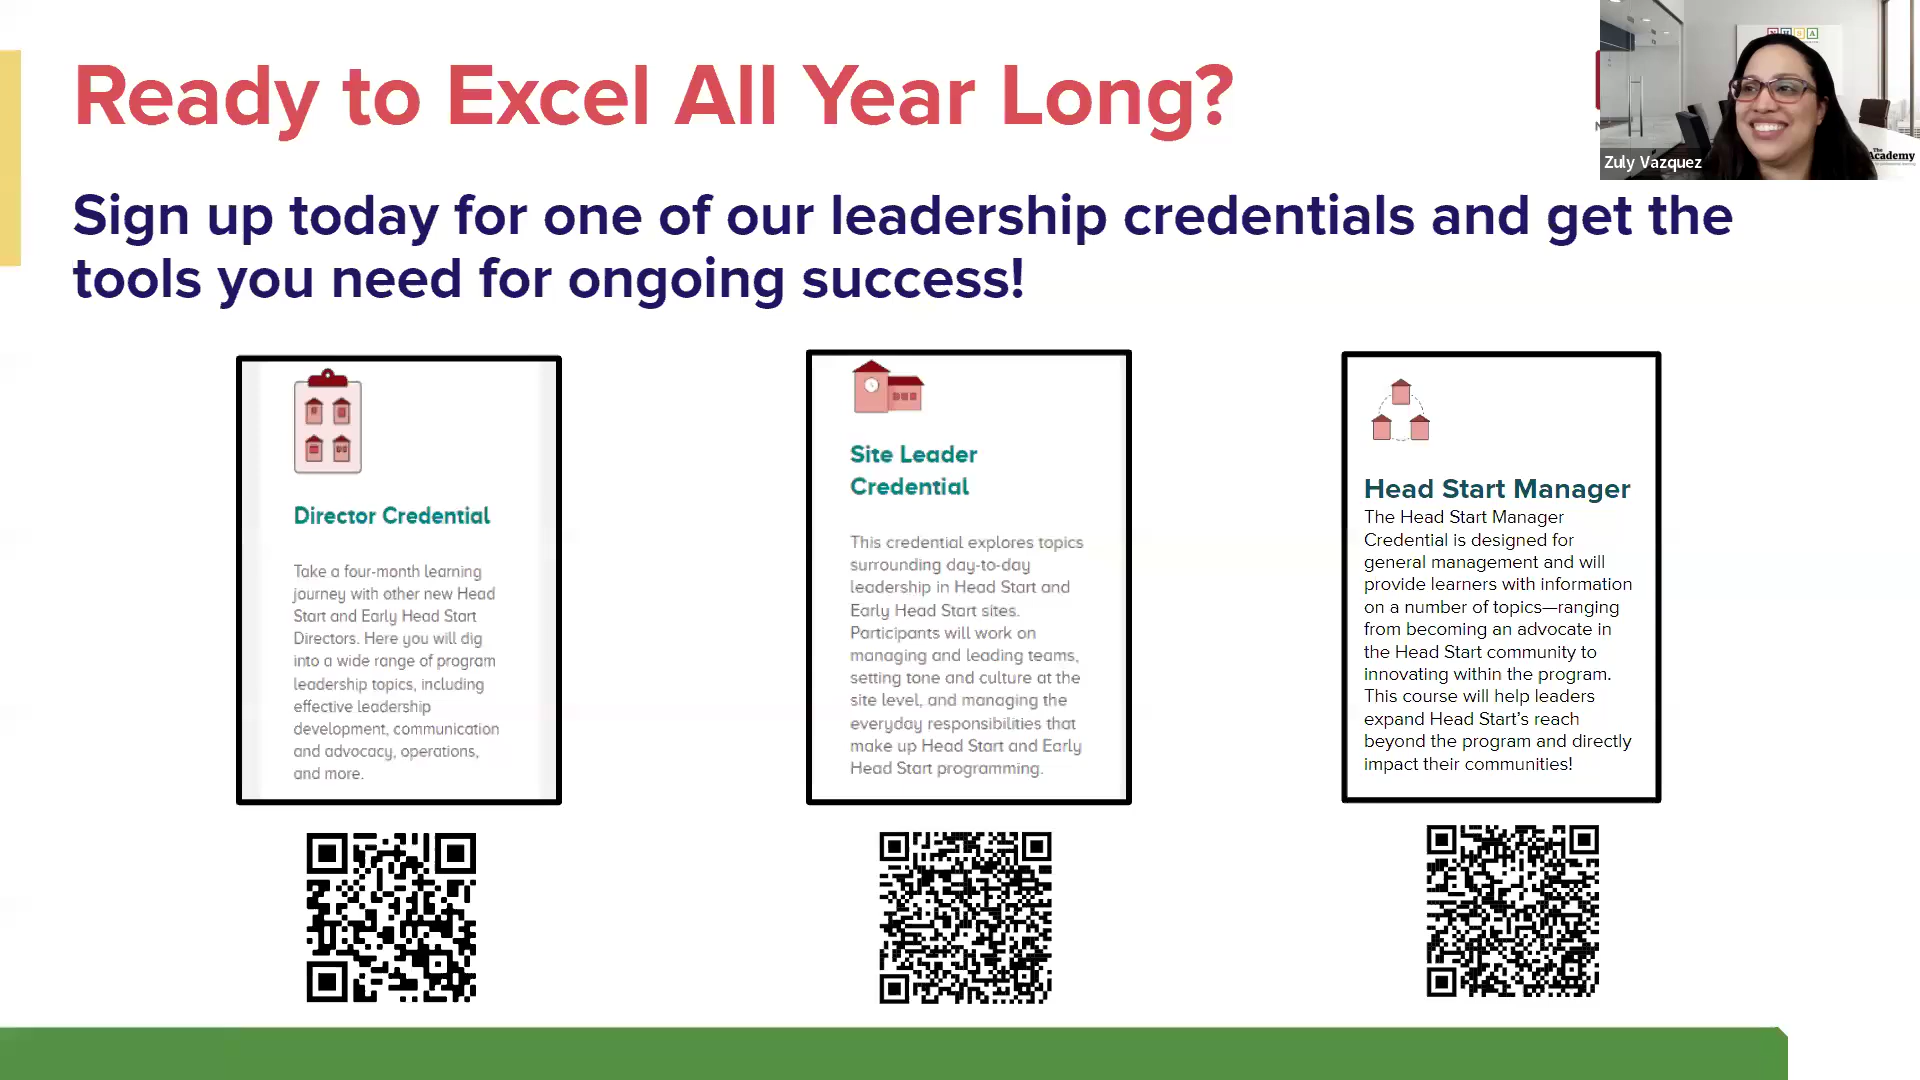 Ready to Excel All Year Long?
Sign up today for one of our leadership credentials and get the
tools you need for ongoing success!
Zuly Vazquez
The
Academy
Director Credential
Take a four-month learning
journey with other new Head
Start and Early Head Start
Directors. Here you will dig
into a wide range of program
leadership topics, including
effective leadership
development, communication
and advocacy, operations,
and more.
Site Leader
Credential
This credential explores topics
surrounding day-to-day
leadership in Head Start and
Early Head Start sites.
Participants will work on
managing and leading teams,
setting tone and culture at the
site level, and managing the
everyday responsibilities that
make up Head Start and Early
Head Start programming.
Head Start Manager
The Head Start Manager
Credential is designed for
general management and will
provide learners with information
on a number of topics—ranging
from becoming an advocate in
the Head Start community to
innovating within the program.
This course will help leaders
expand Head Start’s reach
beyond the program and directly
impact their communities!